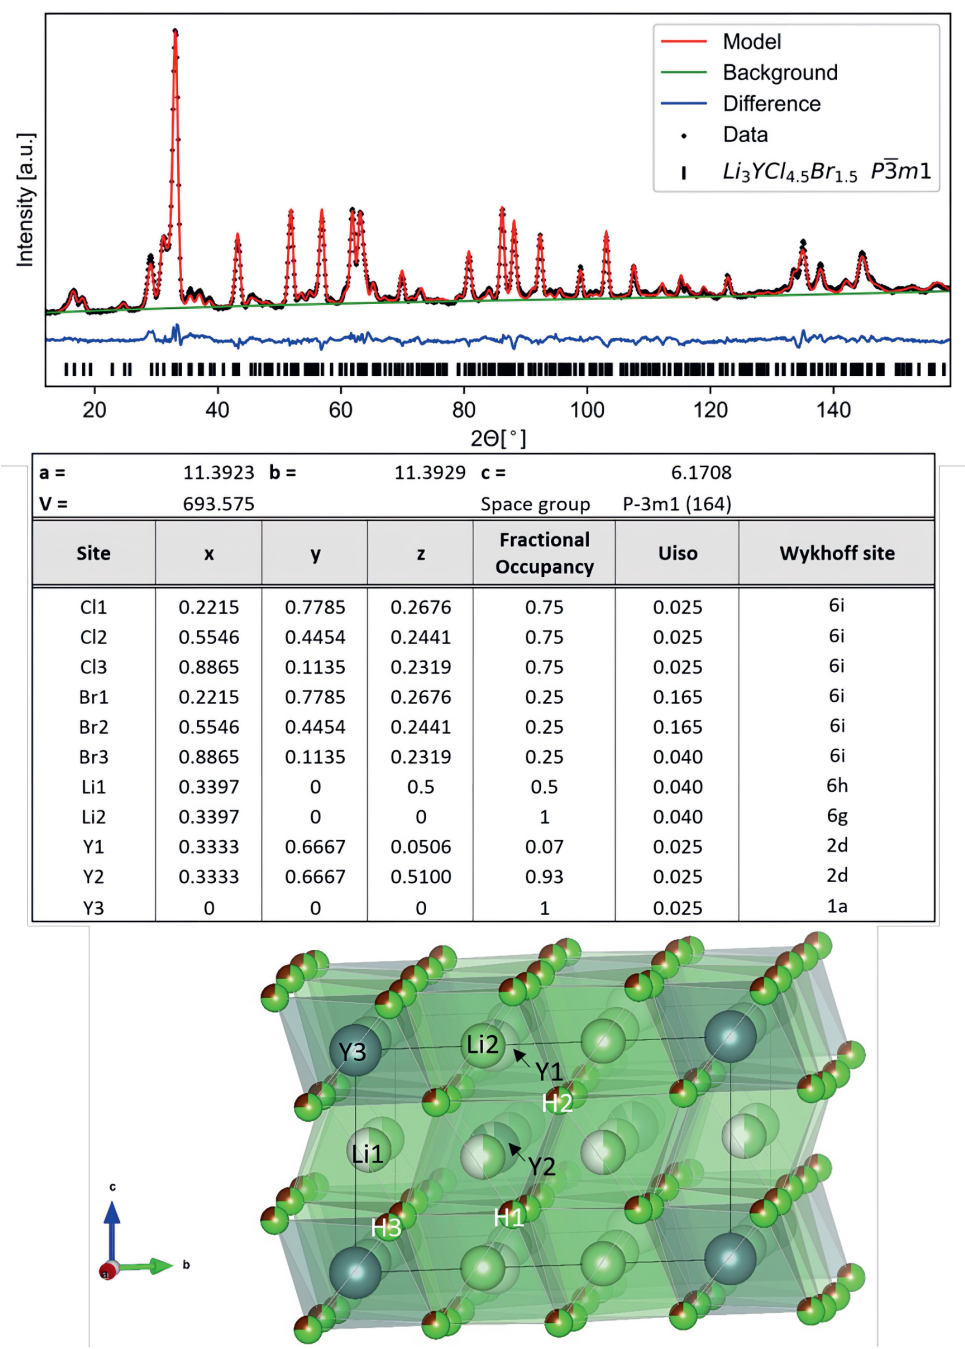 Model
Background
Difference
Data
Li3YCl4.5Br1.5 P3̅m1
Intensity [a.u.]
20 40 60 80 100 120 140
2Θ[°]
a = 11.3923 b = 11.3929 c = 6.1708
V = 693.575 Space group P-3m1 (164)
Site x y z Fractional Occupancy Uiso Wykhoff site
Cl1 0.2215 0.7785 0.2676 0.75 0.025 6i
Cl2 0.5546 0.4454 0.2441 0.75 0.025 6i
Cl3 0.8865 0.1135 0.2319 0.75 0.025 6i
Br1 0.2215 0.7785 0.2676 0.25 0.165 6i
Br2 0.5546 0.4454 0.2441 0.25 0.165 6i
Br3 0.8865 0.1135 0.2319 0.25 0.040 6i
Li1 0.3397 0 0.5 0.5 0.040 6h
Li2 0.3397 0 0 1 0.040 6g
Y1 0.3333 0.6667 0.0506 0.07 0.025 2d
Y2 0.3333 0.6667 0.5100 0.93 0.025 2d
Y3 0 0 0 1 0.025 1a
Y3 Li2
Y1
H2
Li1 Y2
H3 H1
c
b